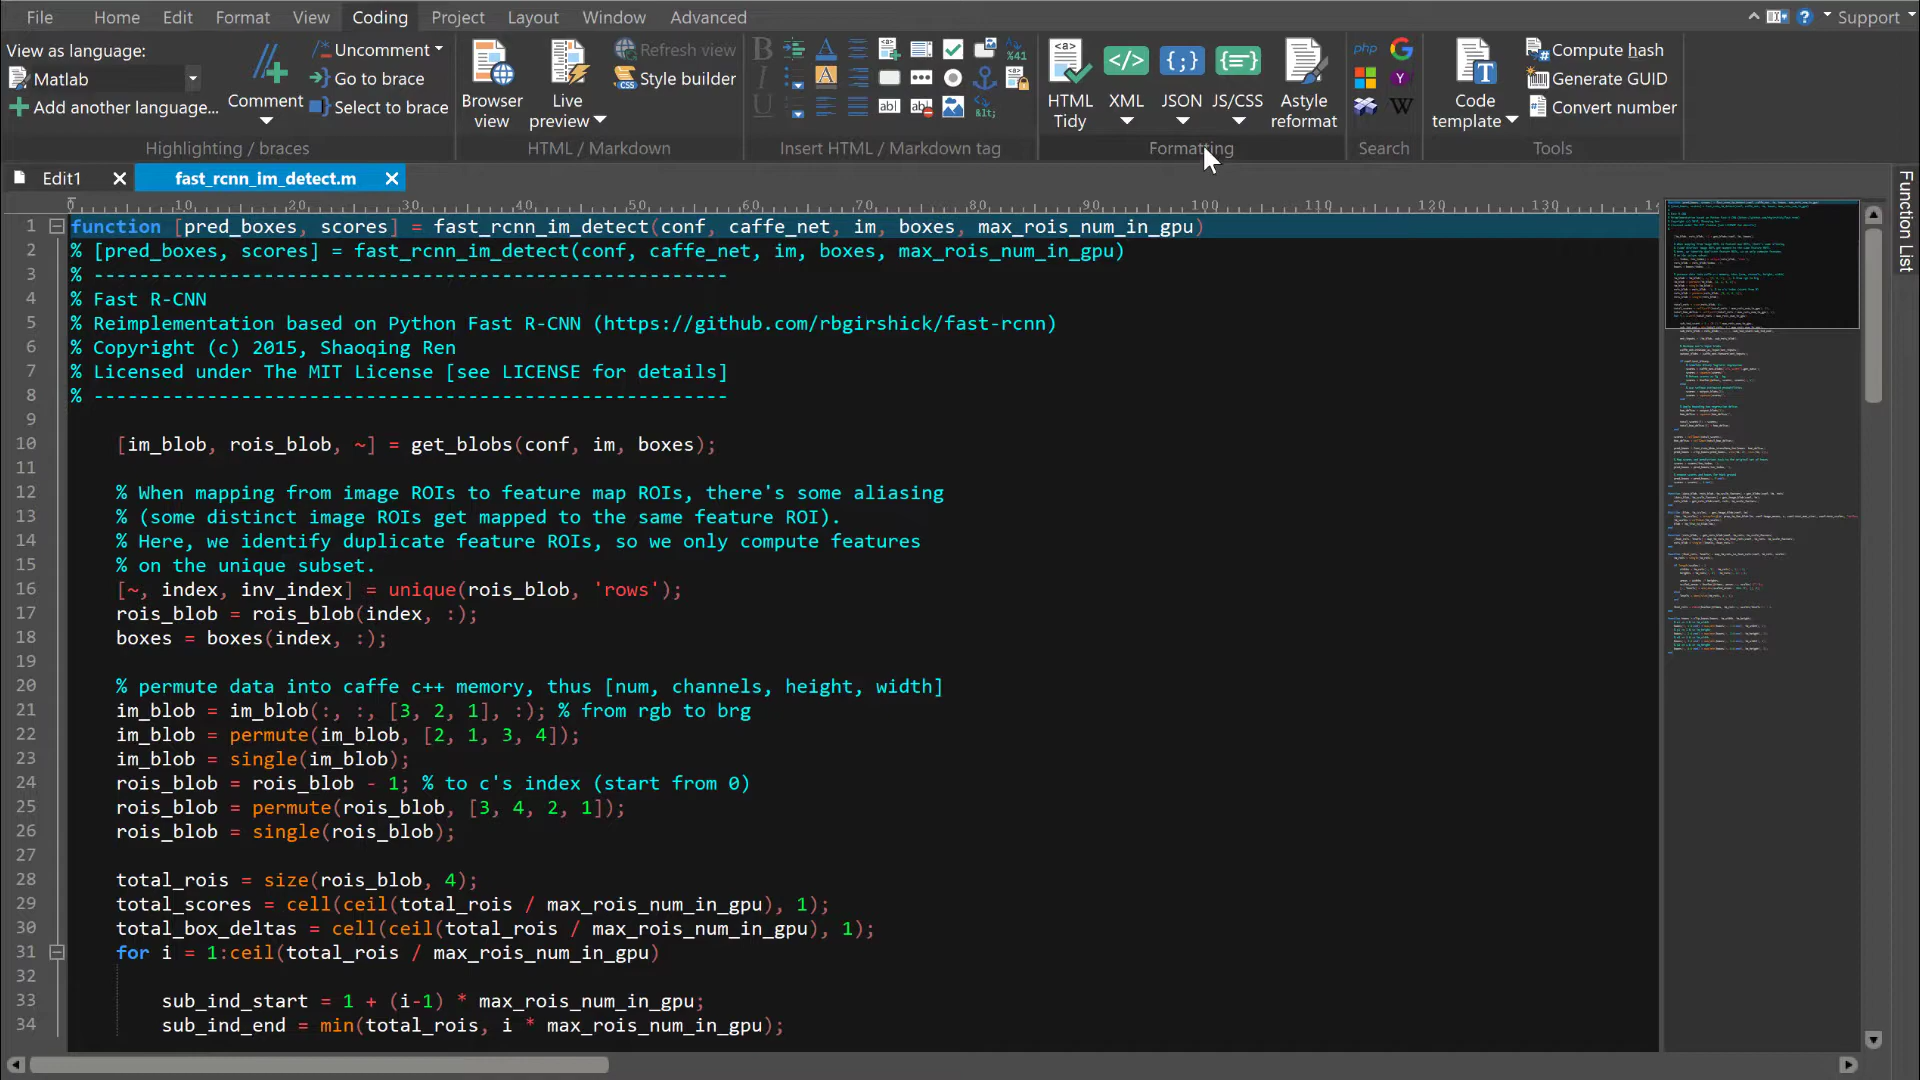 File Home Edit Format View Coding Project Layout Window Advanced Support
View as language:
Matlab
Add another language...
Comment
Uncomment
Go to brace
Select to brace
Highlighting / braces
Browser
view
Live
preview
Refresh view
Style builder
HTML / Markdown
Insert HTML / Markdown tag
HTML
Tidy
XML
JSON
JS/CSS
Astyle
reformat
Formatting
Search
Code
template
Compute hash
Generate GUID
Convert number
Tools
Edit1
fast_rcnn_im_detect.m
Function List
0 10 20 30 40 50 60 70 80 90 100 110 120 130
1 function [pred_boxes, scores] = fast_rcnn_im_detect(conf, caffe_net, im, boxes, max_rois_num_in_gpu)
2 % [pred_boxes, scores] = fast_rcnn_im_detect(conf, caffe_net, im, boxes, max_rois_num_in_gpu)
3 % --------------------------------------------------------
4 % Fast R-CNN
5 % Reimplementation based on Python Fast R-CNN (https://github.com/rbgirshick/fast-rcnn)
6 % Copyright (c) 2015, Shaoqing Ren
7 % Licensed under The MIT License [see LICENSE for details]
8 % --------------------------------------------------------
9
10 [im_blob, rois_blob, ~] = get_blobs(conf, im, boxes);
11
12 % When mapping from image ROIs to feature map ROIs, there's some aliasing
13 % (some distinct image ROIs get mapped to the same feature ROI).
14 % Here, we identify duplicate feature ROIs, so we only compute features
15 % on the unique subset.
16 [~, index, inv_index] = unique(rois_blob, 'rows');
17 rois_blob = rois_blob(index, :);
18 boxes = boxes(index, :);
19
20 % permute data into caffe c++ memory, thus [num, channels, height, width]
21 im_blob = im_blob(:, :, [3, 2, 1], :); % from rgb to brg
22 im_blob = permute(im_blob, [2, 1, 3, 4]);
23 im_blob = single(im_blob);
24 rois_blob = rois_blob - 1; % to c's index (start from 0)
25 rois_blob = permute(rois_blob, [3, 4, 2, 1]);
26 rois_blob = single(rois_blob);
27
28 total_rois = size(rois_blob, 4);
29 total_scores = cell(ceil(total_rois / max_rois_num_in_gpu), 1);
30 total_box_deltas = cell(ceil(total_rois / max_rois_num_in_gpu), 1);
31 for i = 1:ceil(total_rois / max_rois_num_in_gpu)
32
33 sub_ind_start = 1 + (i-1) * max_rois_num_in_gpu;
34 sub_ind_end = min(total_rois, i * max_rois_num_in_gpu);